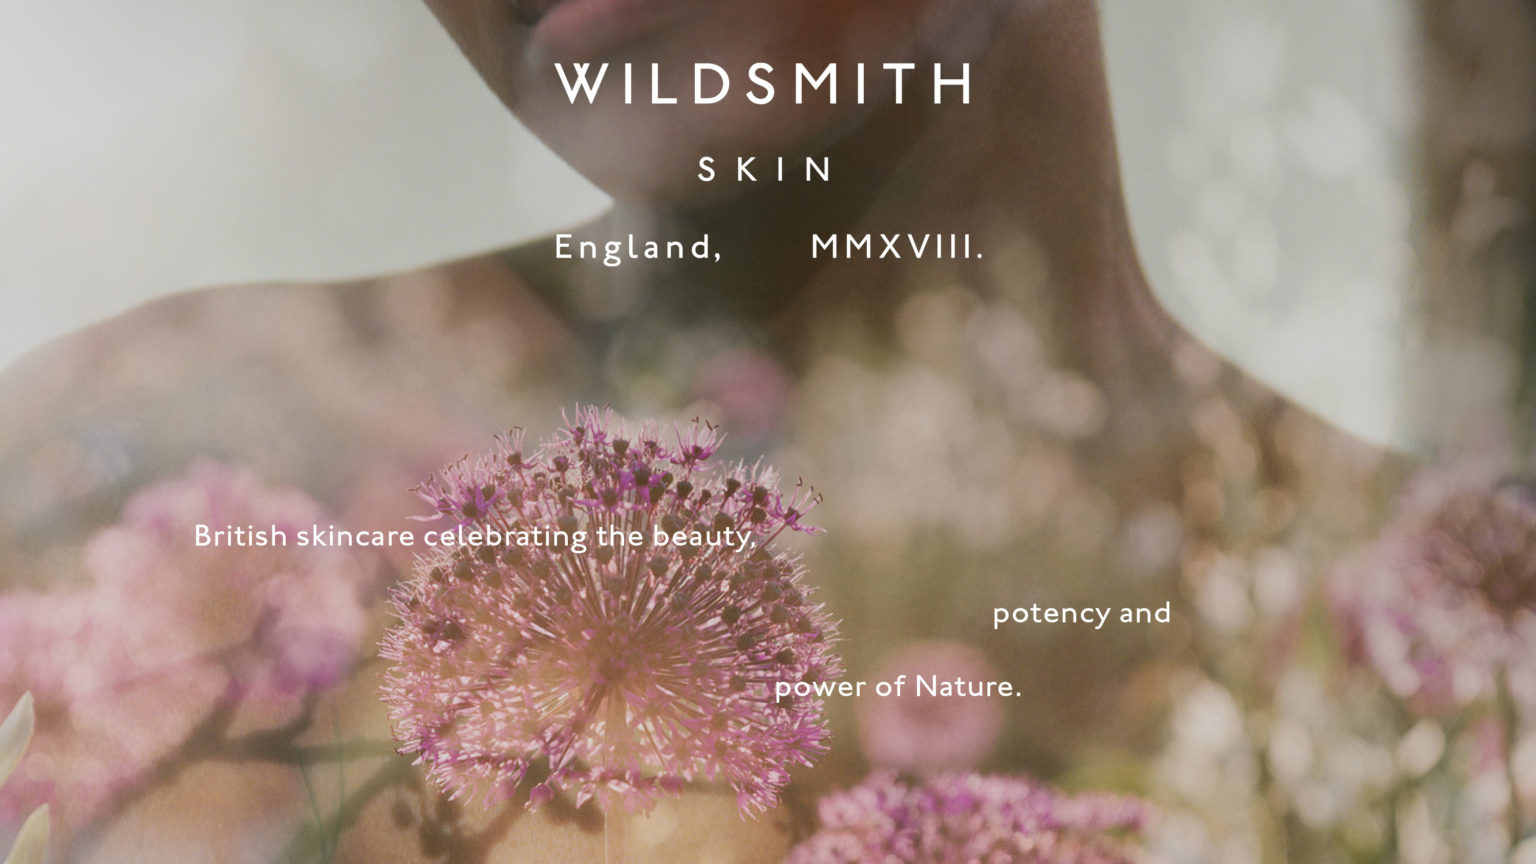 WILDSMITH
SKIN
England, MMXVIII.
British skincare celebrating the beauty,
potency and
power of Nature.